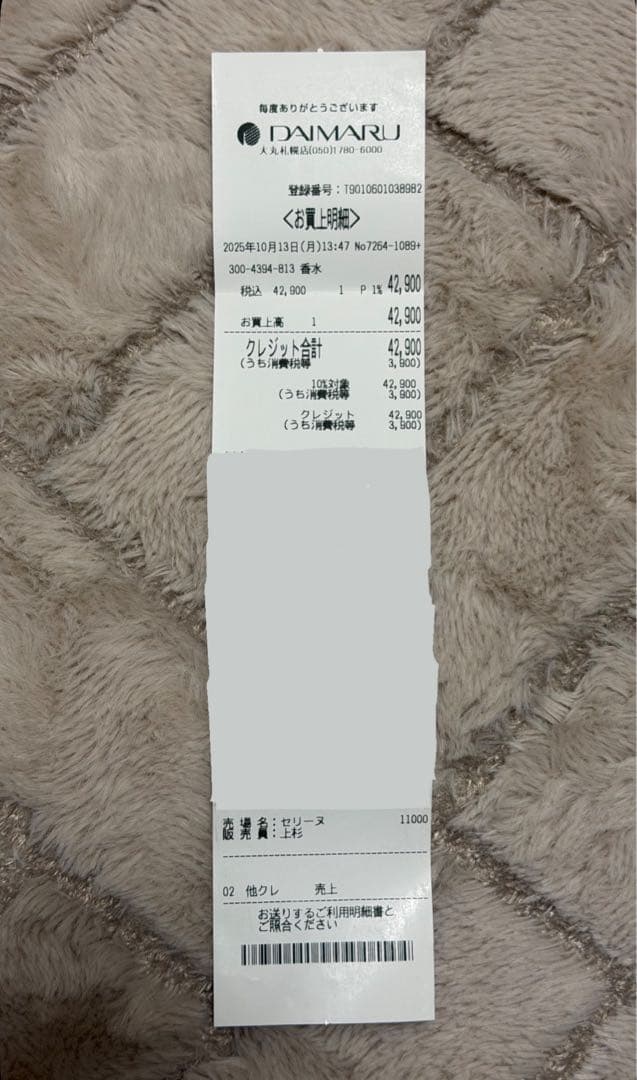 毎度ありがとうございます
DAIMARU
大丸札幌店(050)1780-6000
登録番号：T9010601038982
〈お買上明細〉
2025年10月13日(月)13:47 No7264-1089+
300-4394-813 香水
税込 42,900 1 P 1% 42,900
お買上高 1 42,900
クレジット合計 42,900
(うち消費税等 3,900)
10%対象 42,900
(うち消費税等 3,900)
クレジット 42,900
(うち消費税等 3,900)
売 場 名：セリーヌ 11000
販 売 員：上杉
02 他クレ 売上
お送りするご利用明細書と
ご照合ください